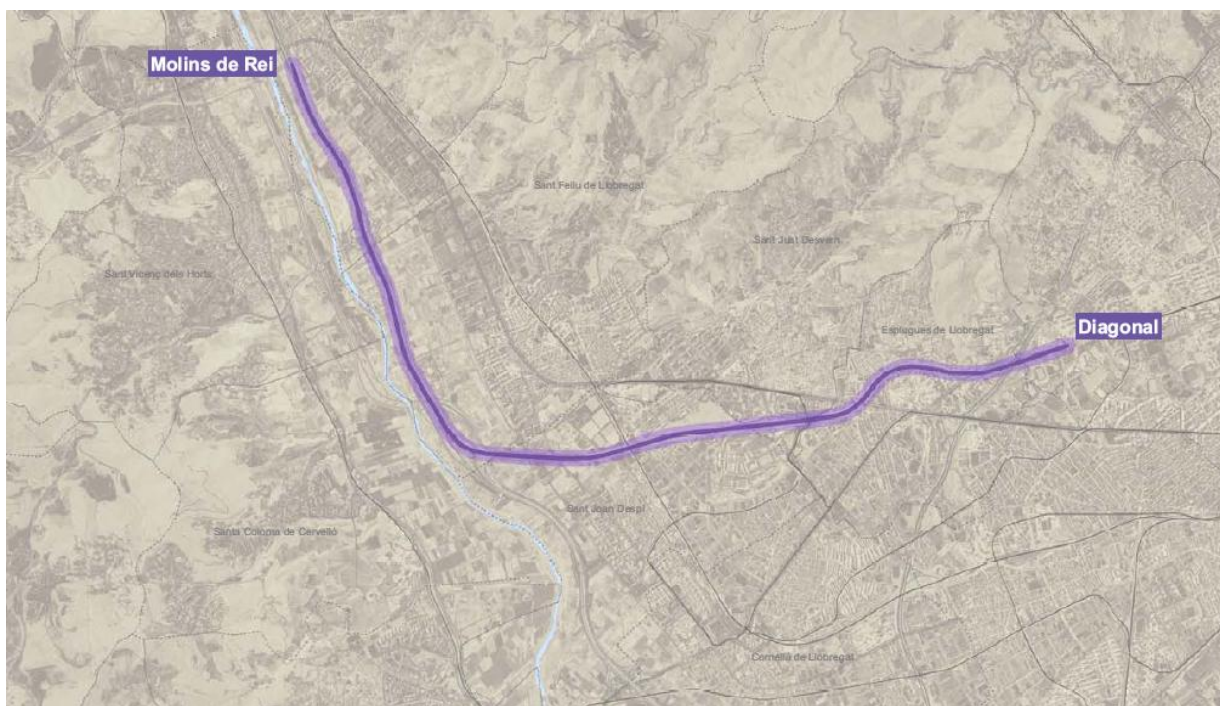 Molins de Rei
Sant Feliu de Llobregat
Sant Just Desvern
Sant Vicenç dels Horts
Esplugues de Llobregat
Diagonal
Sant Joan Despí
Santa Coloma de Cervelló
Cornellà de Llobregat